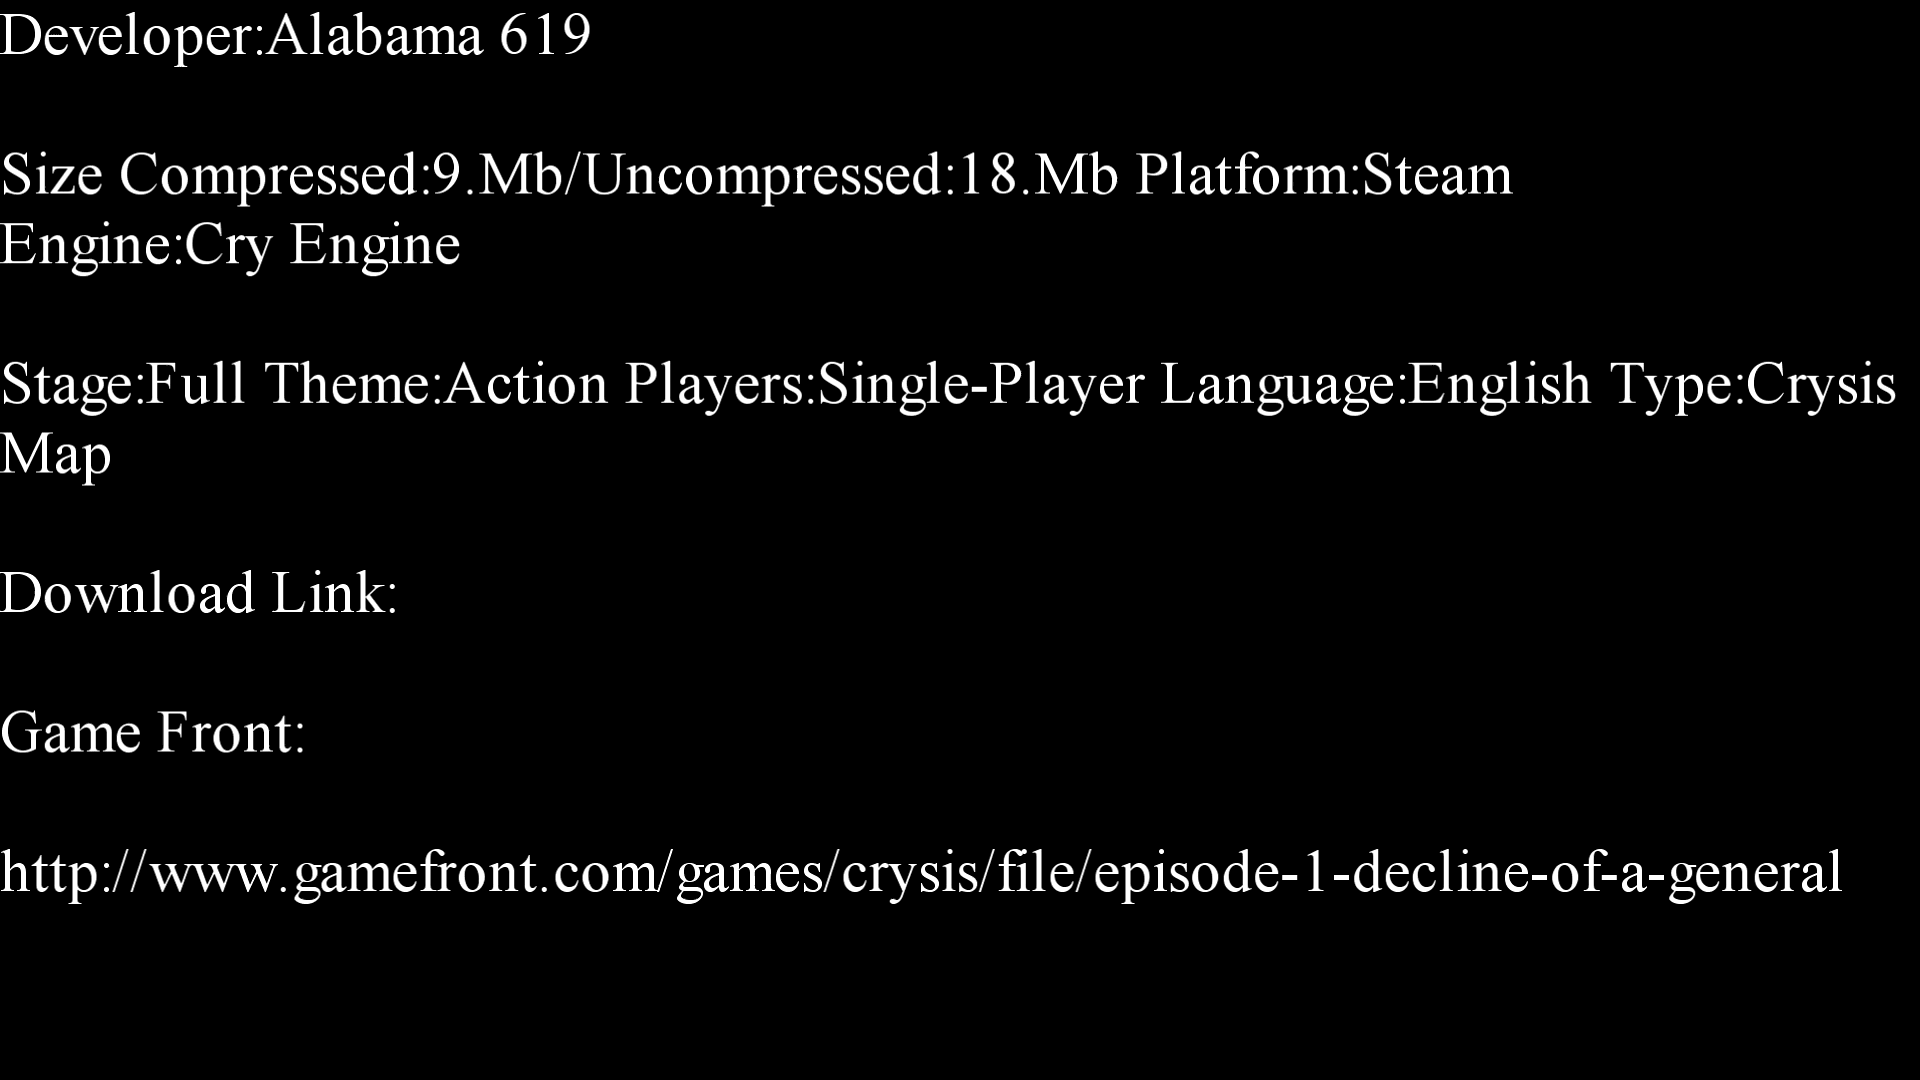 Developer:Alabama 619
Size Compressed:9.Mb/Uncompressed:18.Mb Platform:Steam
Engine:Cry Engine
Stage:Full Theme:Action Players:Single-Player Language:English Type:Crysis
Map
Download Link:
Game Front:
http://www.gamefront.com/games/crysis/file/episode-1-decline-of-a-general